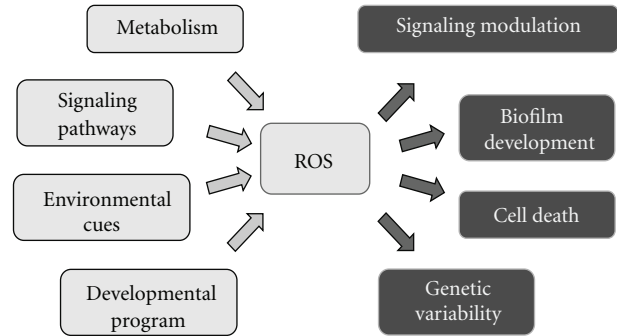 Metabolism
Signaling
pathways
Environmental
cues
Developmental
program
ROS
Signaling modulation
Biofilm
development
Cell death
Genetic
variability